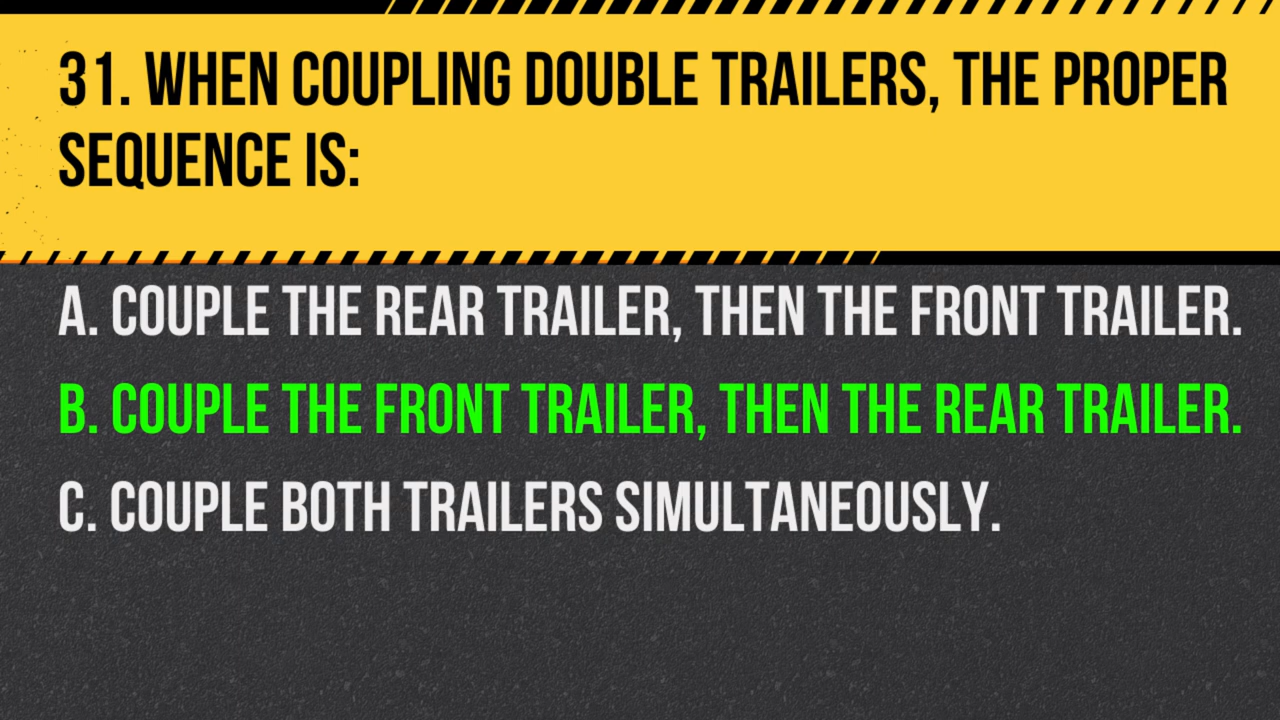 31. WHEN COUPLING DOUBLE TRAILERS, THE PROPER
SEQUENCE IS:
A. COUPLE THE REAR TRAILER, THEN THE FRONT TRAILER.
B. COUPLE THE FRONT TRAILER, THEN THE REAR TRAILER.
C. COUPLE BOTH TRAILERS SIMULTANEOUSLY.